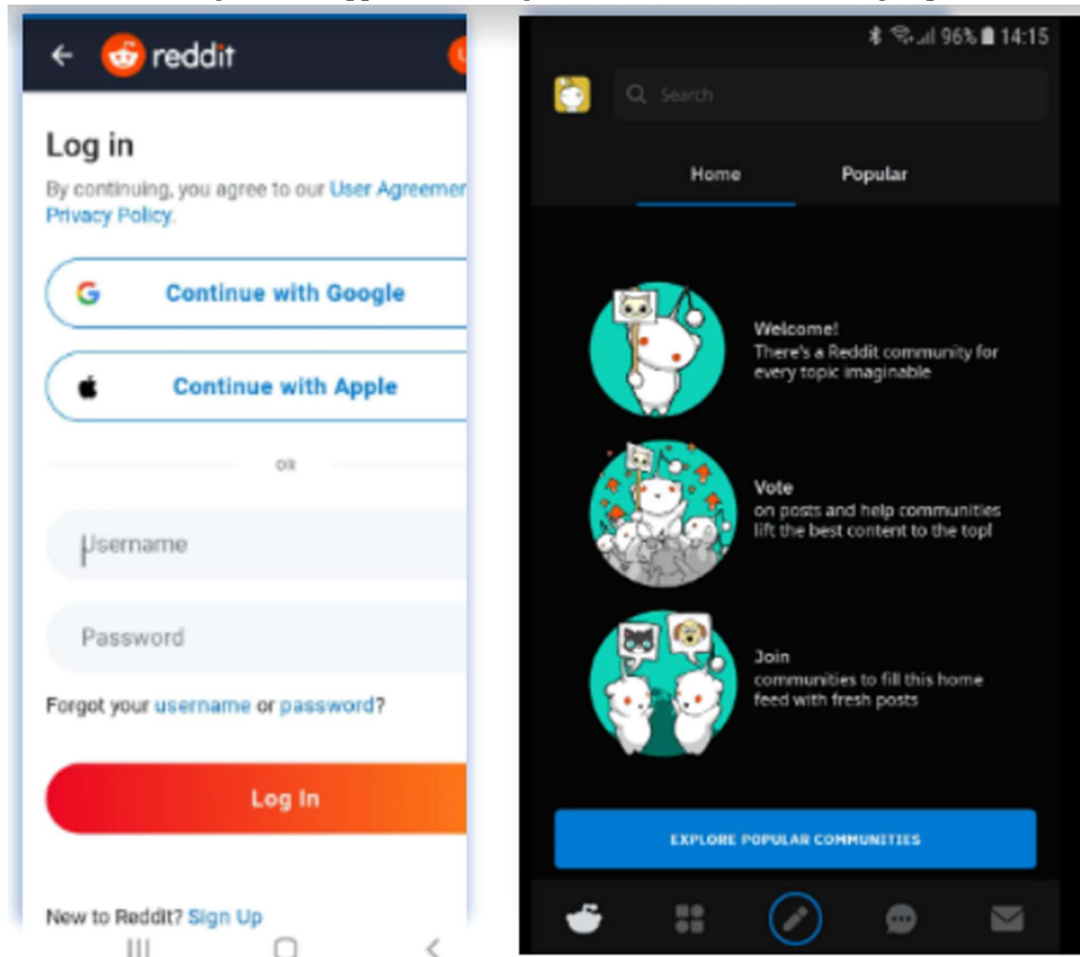 reddit
Log in
By continuing, you agree to our User Agreemen
Privacy Policy.
Continue with Google
Continue with Apple
OR
Username
Password
Forgot your username or password?
Log In
New to Reddit? Sign Up
96% 14:15
Search
Home Popular
Welcome!
There's a Reddit community for
every topic imaginable
Vote
on posts and help communities
lift the best content to the top!
Join
communities to fill this home
feed with fresh posts
EXPLORE POPULAR COMMUNITIES